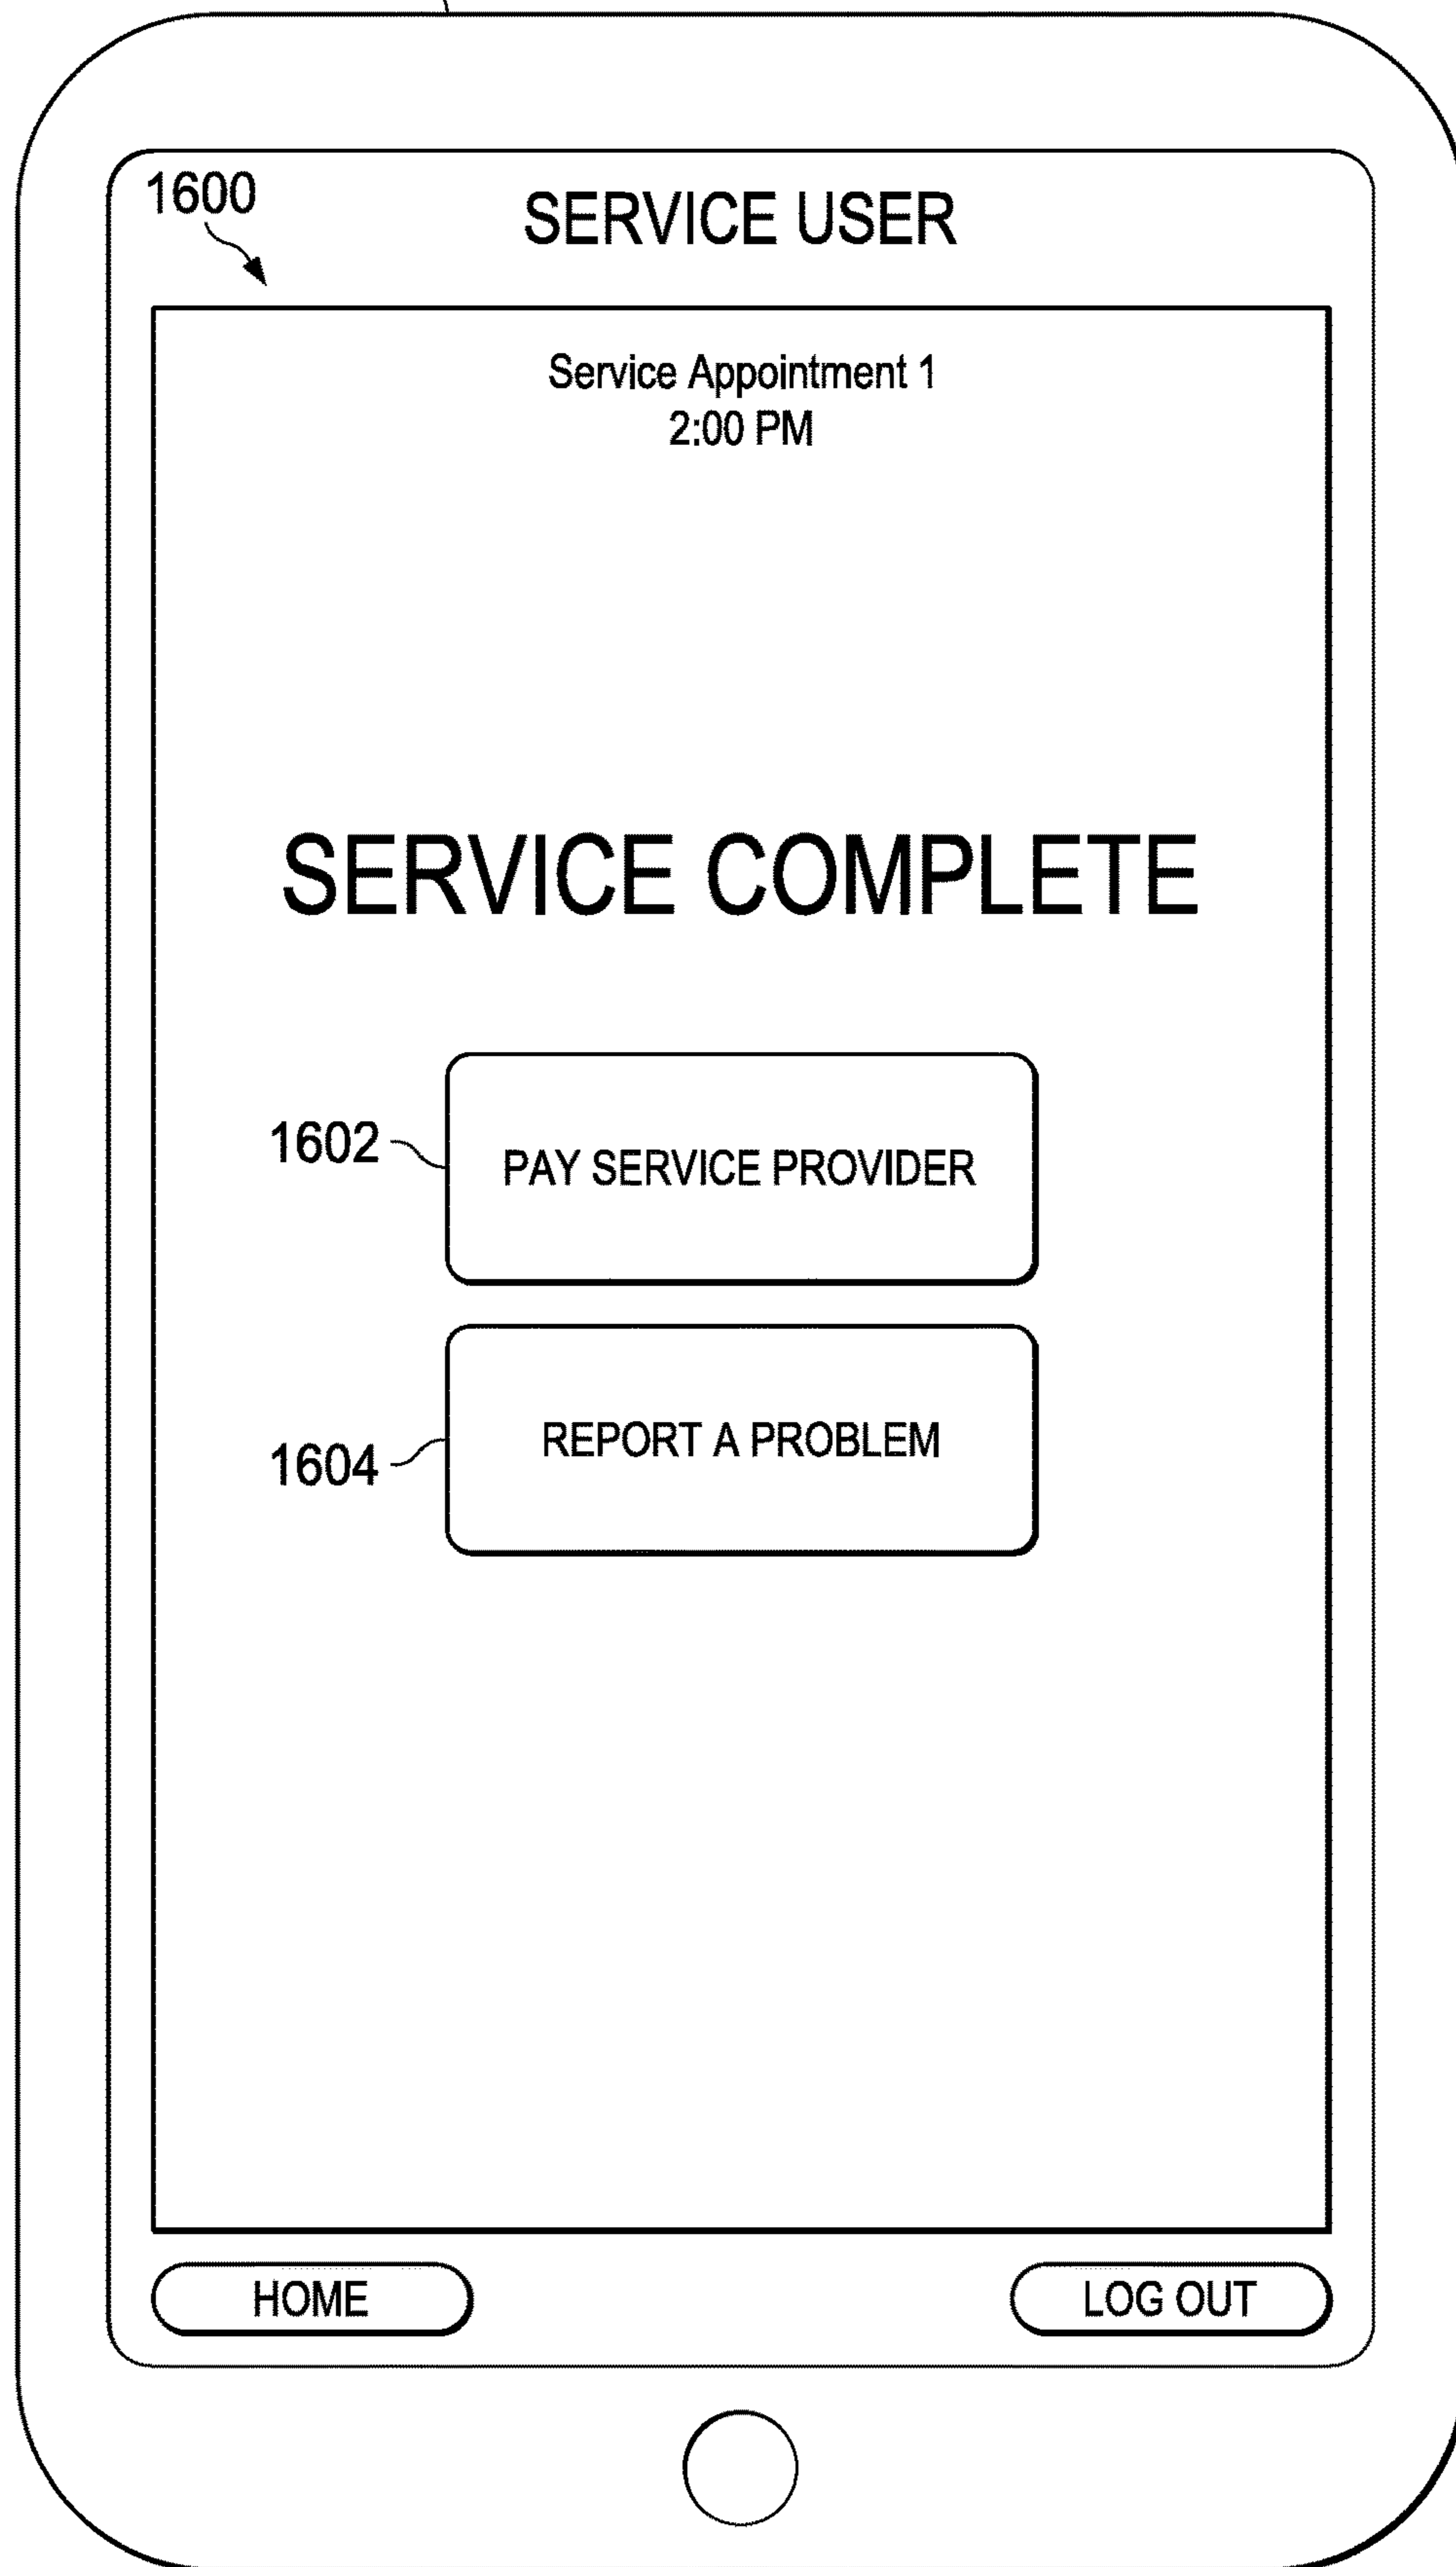 1600
SERVICE USER
Service Appointment 1
2:00 PM
SERVICE COMPLETE
1602
PAY SERVICE PROVIDER
1604
REPORT A PROBLEM
HOME
LOG OUT